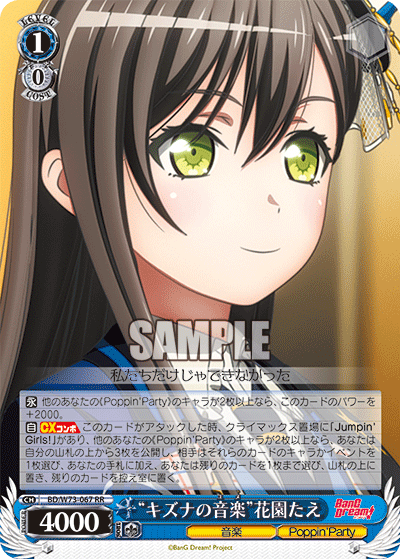 LEVEL
1
0
COST
SAMPLE
私たちだけじゃできなかった
永 他のあなたの《Poppin'Party》のキャラが2枚以上なら、このカードのパワーを
+2000。
自 CXコンボ このカードがアタックした時、クライマックス置場に「Jumpin'
Girls!」があり、他のあなたの《Poppin'Party》のキャラが2枚以上なら、あなたは
自分の山札の上から3枚を公開し、相手はそれらのカードのキャラかイベントを
1枚選び、あなたの手札に加え、あなたは残りのカードを1枚まで選び、山札の上に
置き、残りのカードを控え室に置く。
CH BD/W73-067 RR
4000
"キズナの音楽"花園たえ
BanG Dream!
音楽
Poppin'Party
©BanG Dream! Project